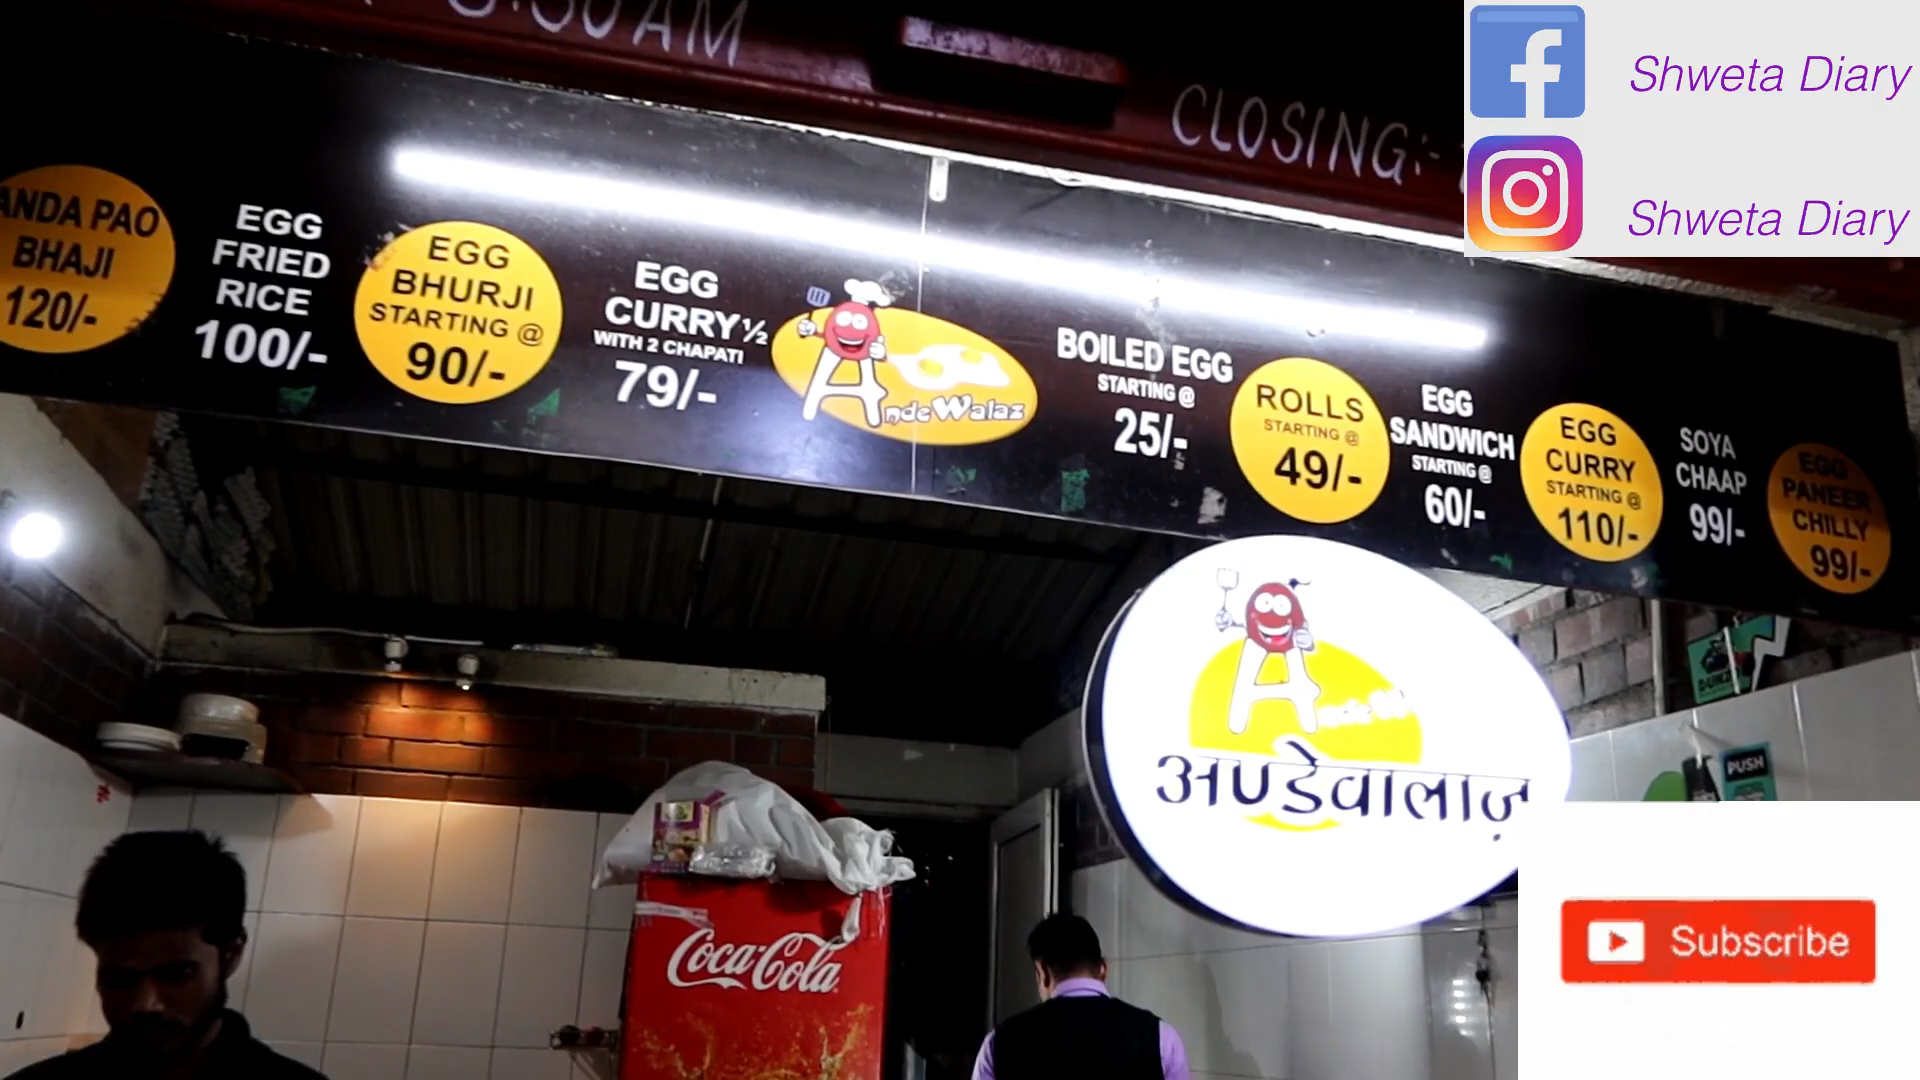 AM
CLOSING:-
Shweta Diary
Shweta Diary
ANDA PAO
BHAJI
120/-
EGG
FRIED
RICE
100/-
EGG
BHURJI
STARTING @
90/-
EGG
CURRY ½
WITH 2 CHAPATI
79/-
AndeWalaz
BOILED EGG
STARTING @
25/-
ROLLS
STARTING @
49/-
EGG
SANDWICH
STARTING @
60/-
EGG
CURRY
STARTING @
110/-
SOYA
CHAAP
99/-
EGG
PANEER
CHILLY
99/-
अण्डेवालाज़
PUSH
Coca-Cola
Subscribe